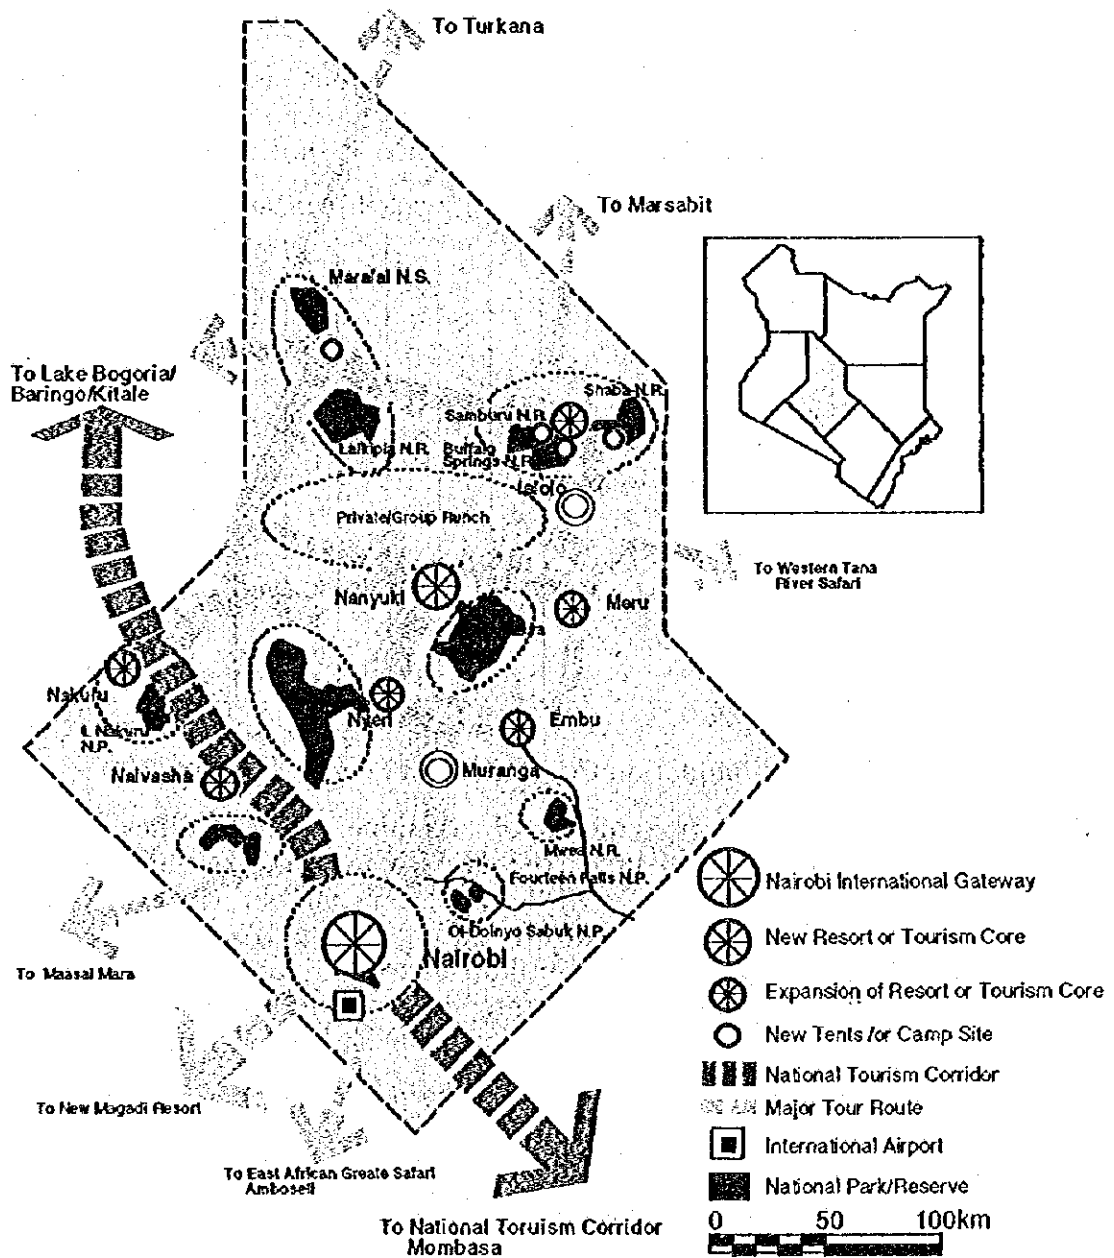 To Turkana
To Marsabit
Maralal N.S.
To Lake Bogoria/
Baringo/Kitale
Shaba N.R.
Samburu N.R.
Laikipia N.R.
Buffalo
Springs N.R.
Isiolo
Private/Group Runch
To Western Tana
River Safari
Nanyuki
Meru
Nakuru
L Nakuru
N.P.
Nyeri
Embu
Naivasha
Muranga
Mwea N.R.
Fourteen Falls N.P.
Ol-Doinyo Sabuk N.P.
Nairobi
To Maasai Mara
To New Magadi Resort
To East African Greate Safari
Amboseli
To National Toruism Corridor
Mombasa
Nairobi International Gateway
New Resort or Tourism Core
Expansion of Resort or Tourism Core
New Tents /or Camp Site
National Tourism Corridor
Major Tour Route
International Airport
National Park/Reserve
0 50 100km